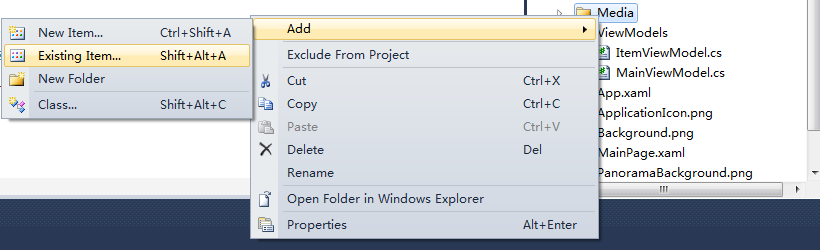 New Item... Ctrl+Shift+A
Existing Item... Shift+Alt+A
New Folder
Class... Shift+Alt+C
Add
Exclude From Project
Cut Ctrl+X
Copy Ctrl+C
Paste Ctrl+V
Delete Del
Rename
Open Folder in Windows Explorer
Properties Alt+Enter
Media
ViewModels
ItemViewModel.cs
MainViewModel.cs
App.xaml
ApplicationIcon.png
Background.png
MainPage.xaml
PanoramaBackground.png